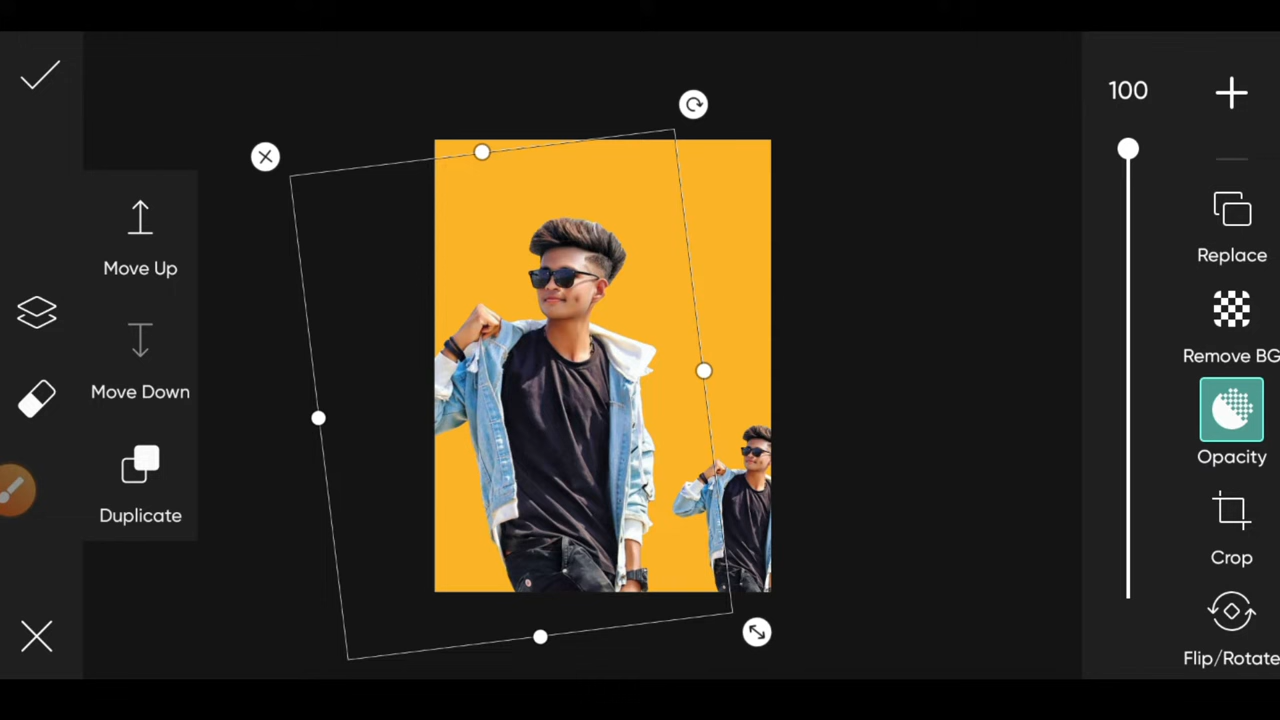 100
Move Up
Replace
Remove BG
Move Down
Opacity
Duplicate
Crop
Flip/Rotate